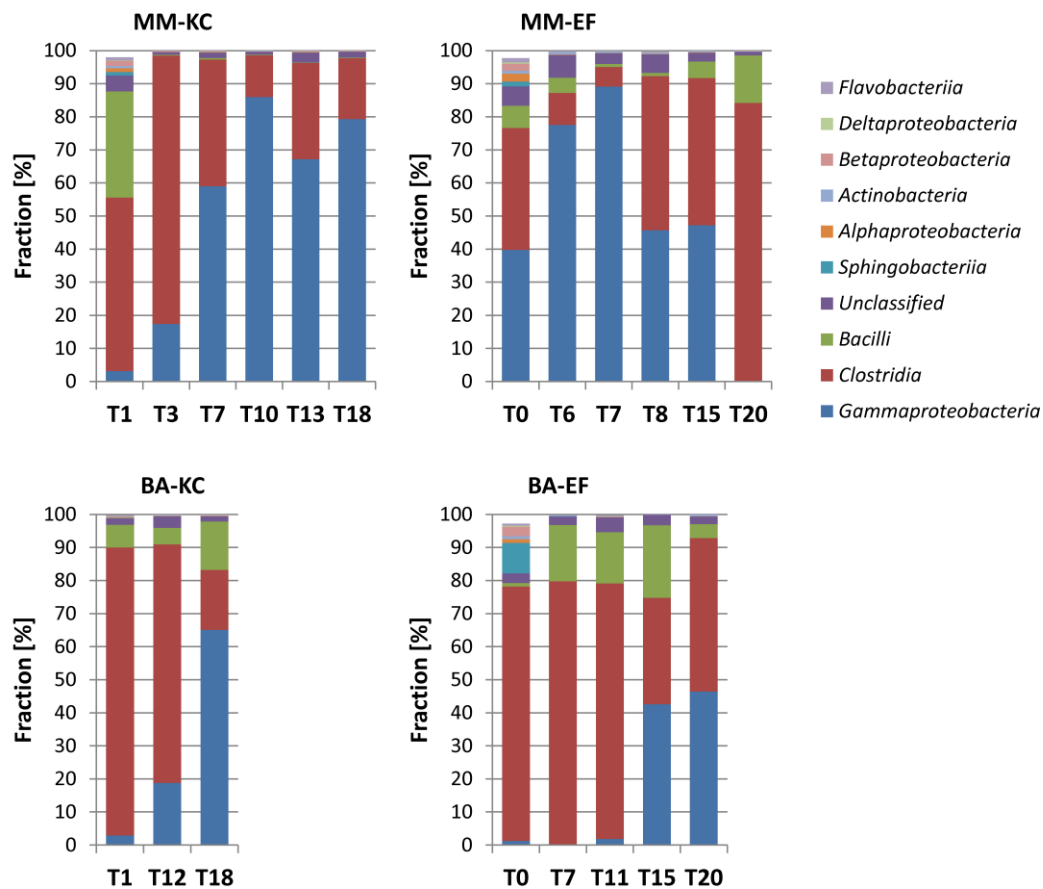 MM-KC
Fraction [%]
100
90
80
70
60
50
40
30
20
10
0
T1 T3 T7 T10 T13 T18
MM-EF
Fraction [%]
100
90
80
70
60
50
40
30
20
10
0
T0 T6 T7 T8 T15 T20
Flavobacteriia
Deltaproteobacteria
Betaproteobacteria
Actinobacteria
Alphaproteobacteria
Sphingobacteriia
Unclassified
Bacilli
Clostridia
Gammaproteobacteria
BA-KC
Fraction [%]
100
90
80
70
60
50
40
30
20
10
0
T1 T12 T18
BA-EF
Fraction [%]
100
90
80
70
60
50
40
30
20
10
0
T0 T7 T11 T15 T20